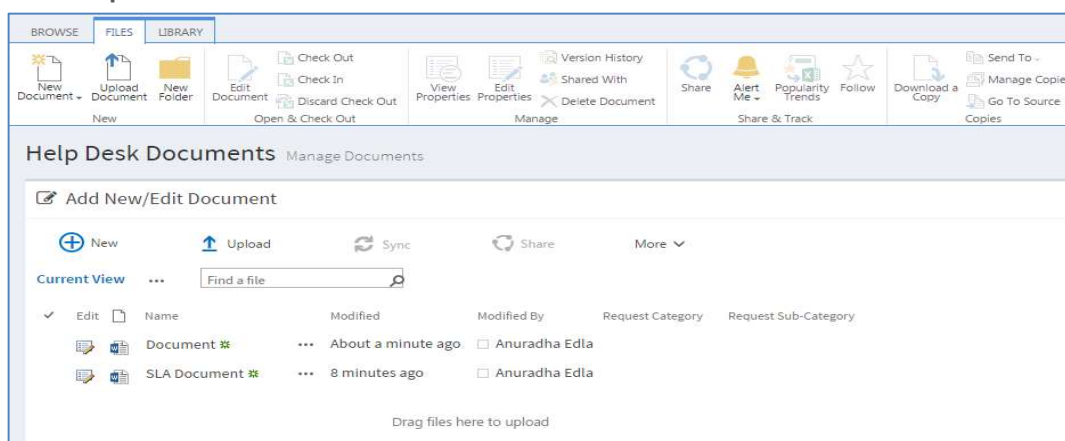 BROWSE FILES LIBRARY
New Document Upload Document New Folder
Edit Document Check Out
Check In
Discard Check Out
View Properties Edit Properties Version History
Shared With
Delete Document
Share Alert Me Popularity Trends Follow
Download a Copy Send To
Manage Copie
Go To Source
New Open & Check Out Manage Share & Track Copies
Help Desk Documents Manage Documents
Add New/Edit Document
New Upload Sync Share More
Current View ... Find a file
Edit Name Modified Modified By Request Category Request Sub-Category
Document ... About a minute ago Anuradha Edla
SLA Document ... 8 minutes ago Anuradha Edla
Drag files here to upload